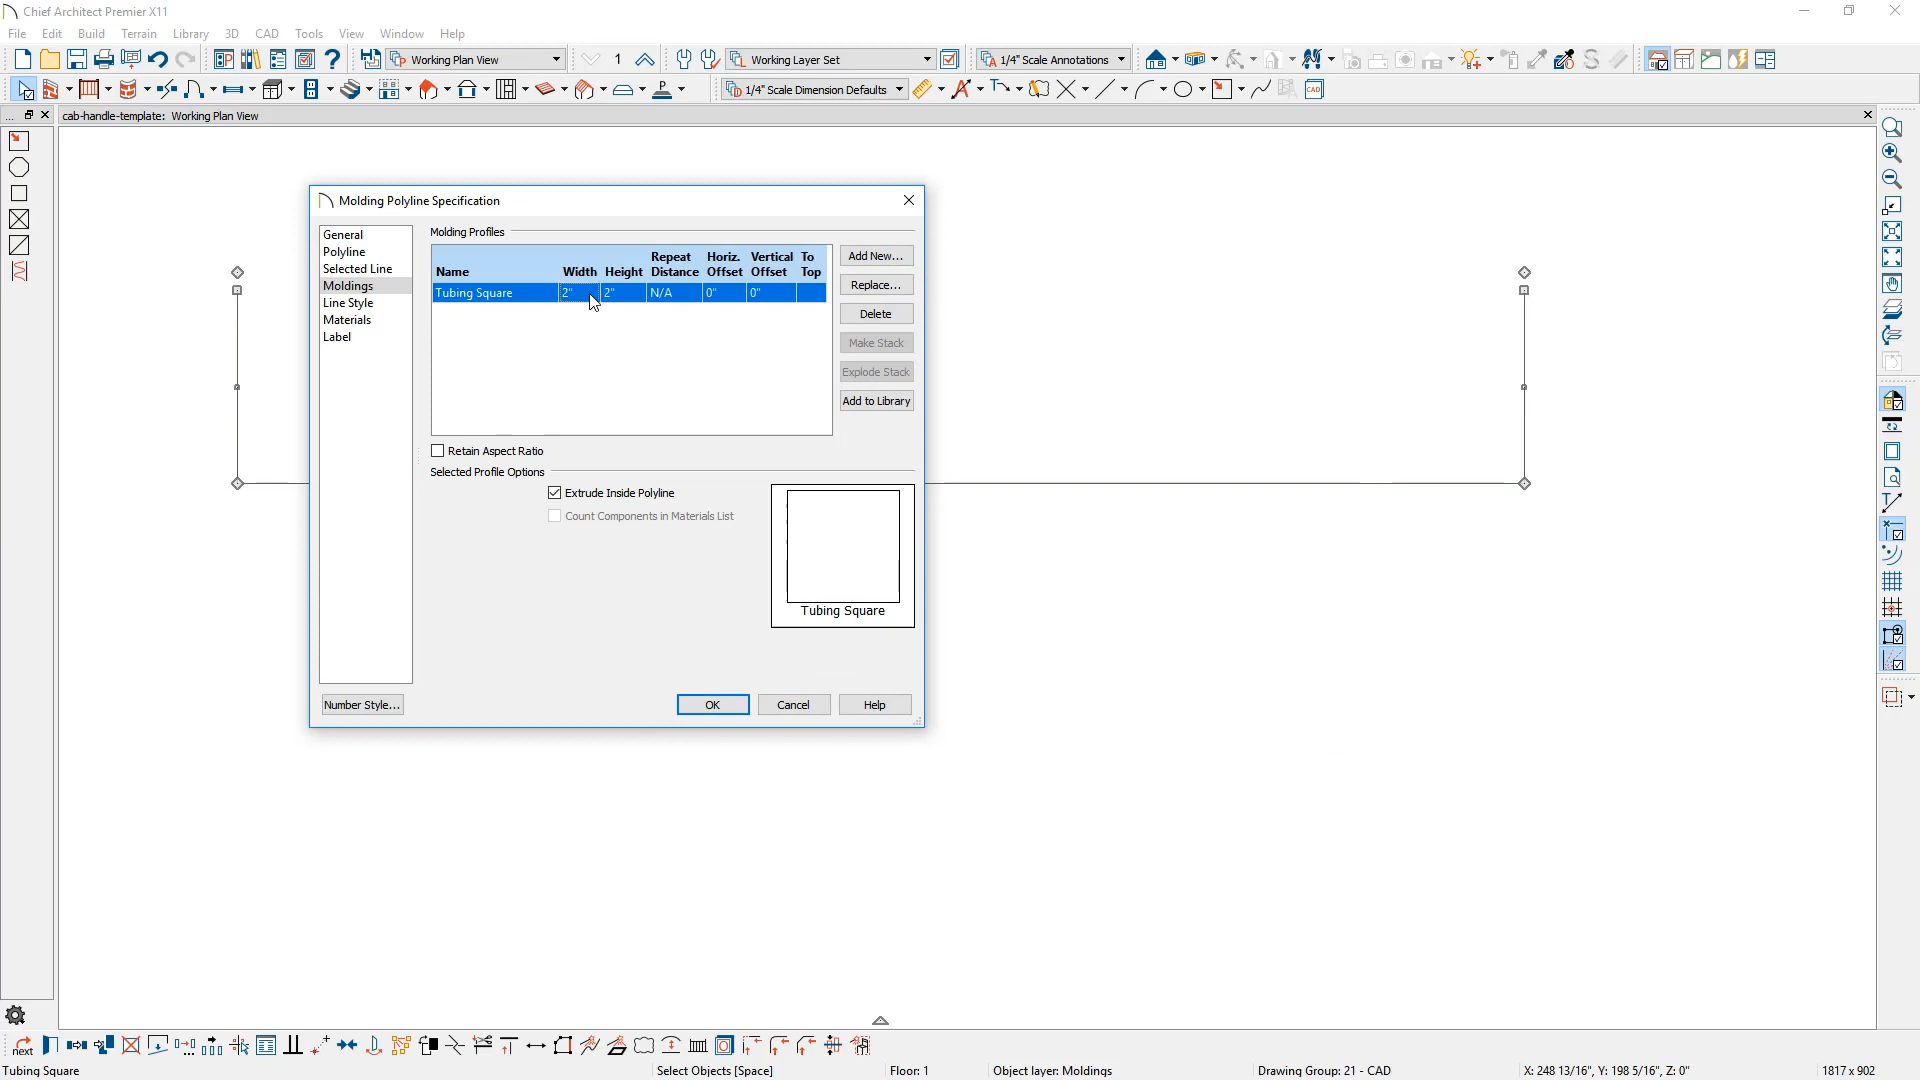 Chief Architect Premier X11
File Edit Build Terrain Library 3D CAD Tools View Window Help
Working Plan View 1 Working Layer Set 1/4" Scale Annotations
1/4" Scale Dimension Defaults CAD
... cab-handle-template: Working Plan View
Molding Polyline Specification
General
Polyline
Selected Line
Moldings
Line Style
Materials
Label
Molding Profiles
Name Width Height Repeat Distance Horiz. Offset Vertical Offset To Top
Tubing Square 2" 2" N/A 0" 0"
Add New...
Replace...
Delete
Make Stack
Explode Stack
Add to Library
Retain Aspect Ratio
Selected Profile Options
Extrude Inside Polyline
Count Components in Materials List
Tubing Square
Number Style... OK Cancel Help
next
Tubing Square Select Objects [Space] Floor: 1 Object layer: Moldings Drawing Group: 21 - CAD X: 248 13/16", Y: 198 5/16", Z: 0" 1817 x 902